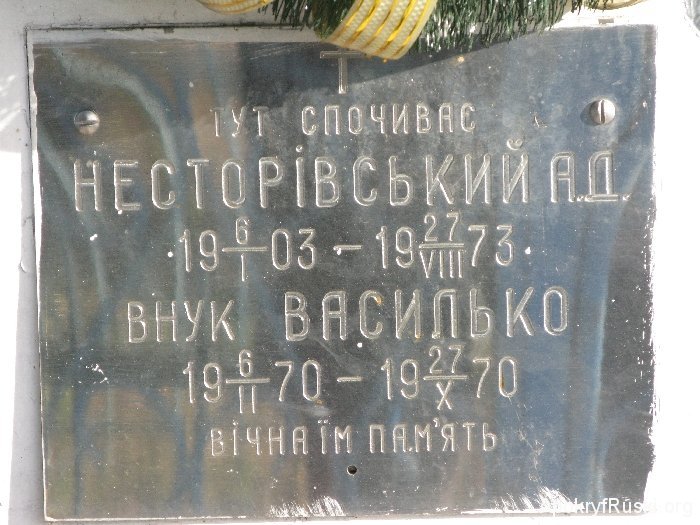 ТУТ СПОЧИВАЄ
НЕСТОРІВСЬКИЙ А.Д.
19 6/I 03 – 19 27/VIII 73
ВНУК ВАСИЛЬКО
19 6/II 70 – 19 27/X 70
ВІЧНА ЇМ ПАМ'ЯТЬ